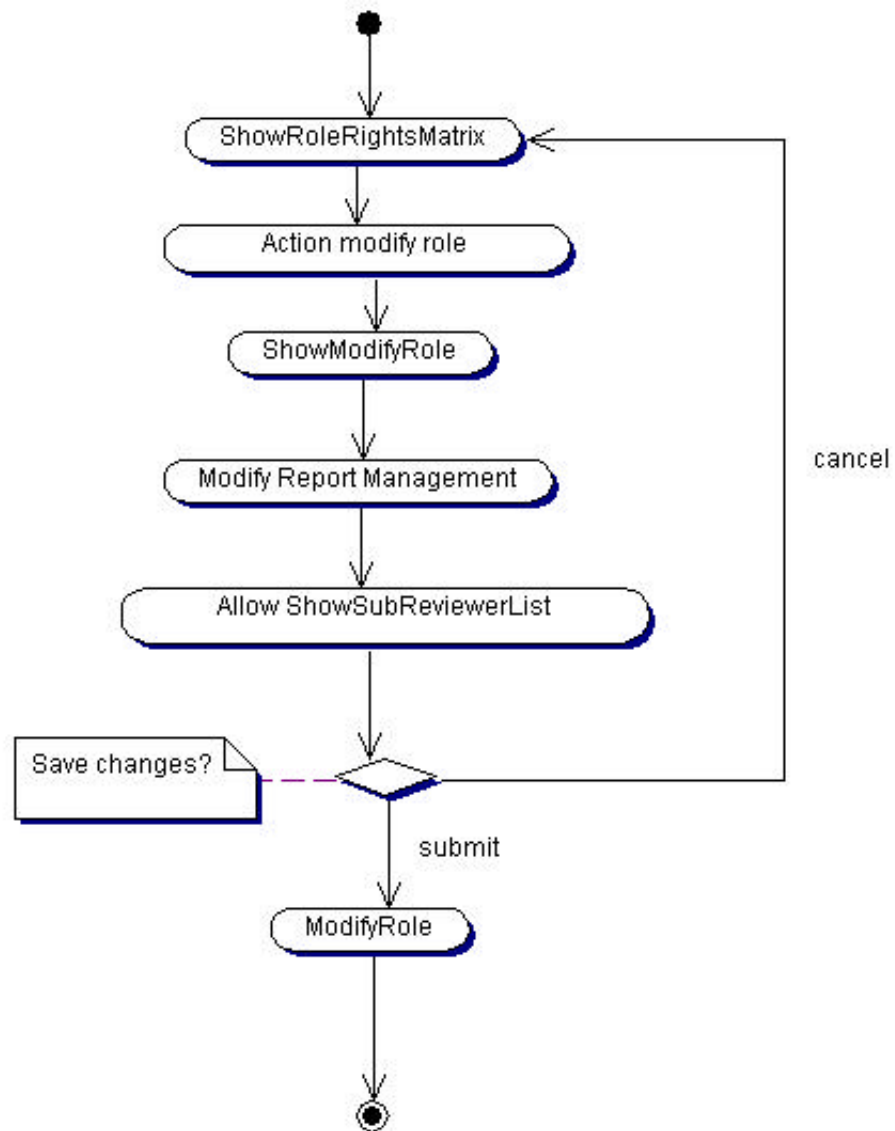 ShowRoleRightsMatrix
Action modify role
ShowModifyRole
Modify Report Management
cancel
Allow ShowSubReviewerList
Save changes?
submit
ModifyRole